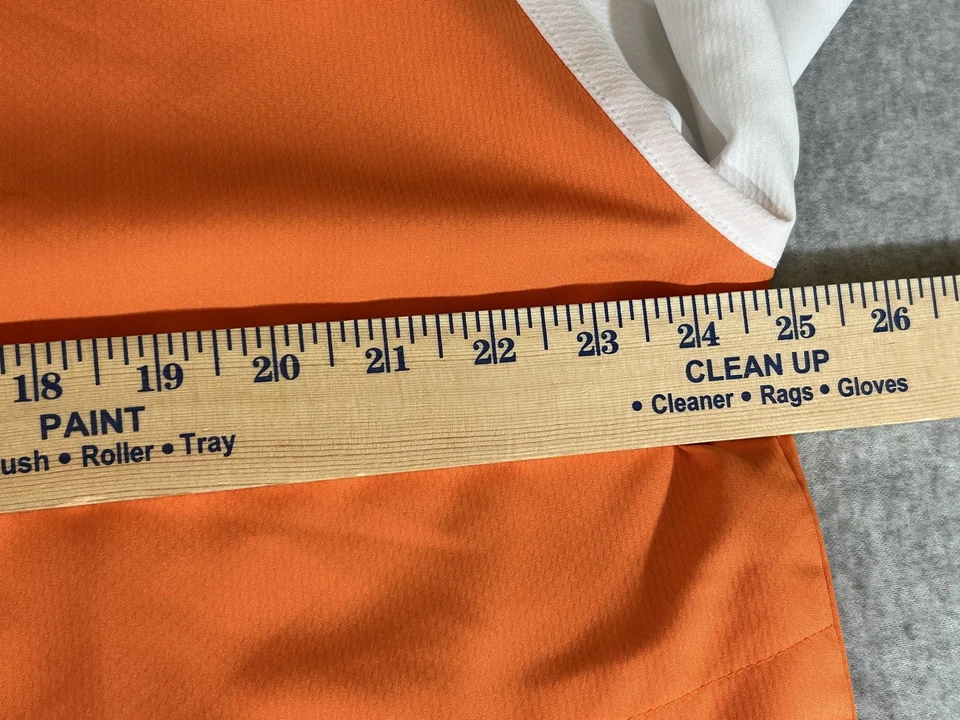 18 19 20 21 22 23 24 25 26
PAINT
ush • Roller • Tray
CLEAN UP
• Cleaner • Rags • Gloves